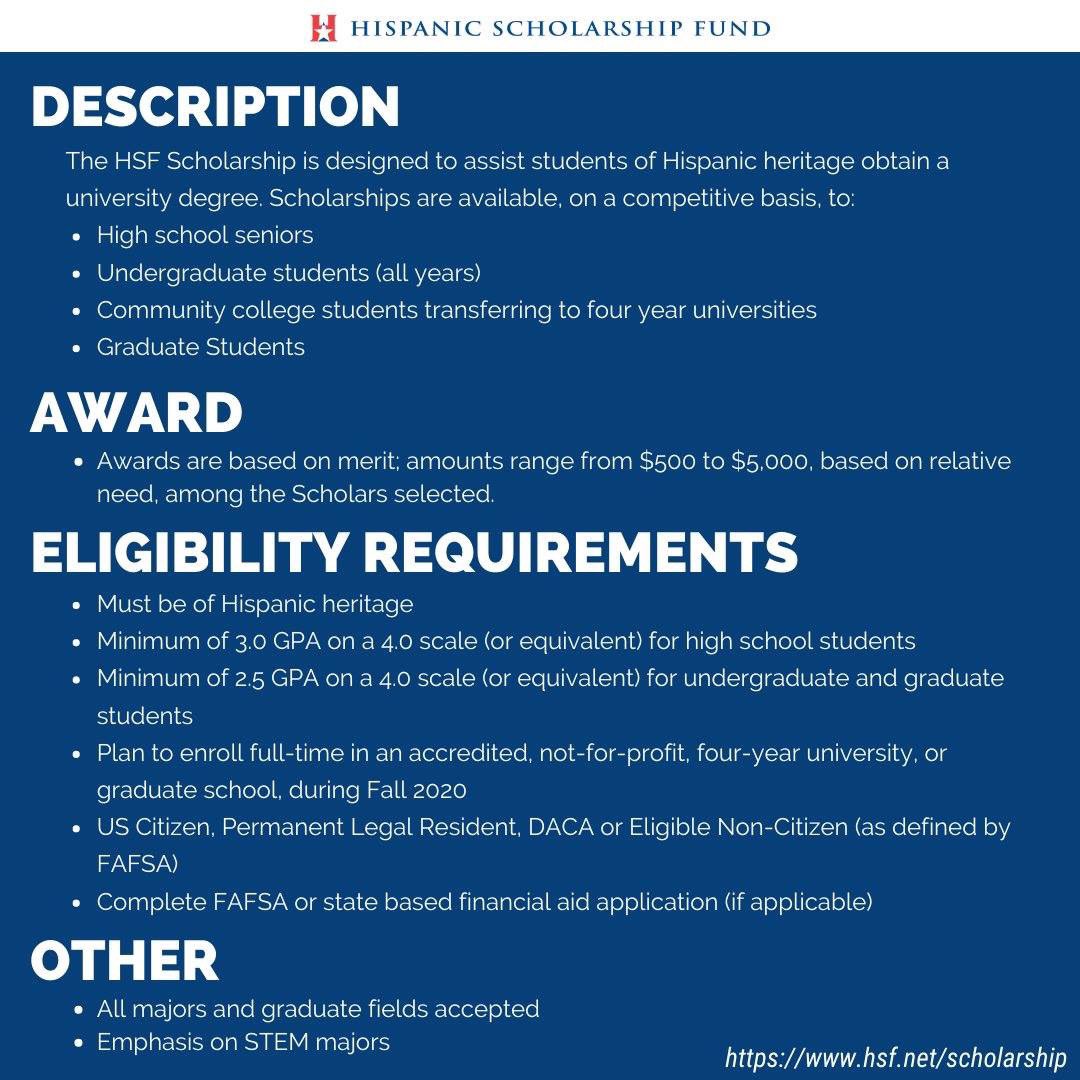 HISPANIC SCHOLARSHIP FUND
DESCRIPTION
The HSF Scholarship is designed to assist students of Hispanic heritage obtain a
university degree. Scholarships are available, on a competitive basis, to:
• High school seniors
• Undergraduate students (all years)
• Community college students transferring to four year universities
• Graduate Students
AWARD
• Awards are based on merit; amounts range from $500 to $5,000, based on relative
need, among the Scholars selected.
ELIGIBILITY REQUIREMENTS
• Must be of Hispanic heritage
• Minimum of 3.0 GPA on a 4.0 scale (or equivalent) for high school students
• Minimum of 2.5 GPA on a 4.0 scale (or equivalent) for undergraduate and graduate
students
• Plan to enroll full-time in an accredited, not-for-profit, four-year university, or
graduate school, during Fall 2020
• US Citizen, Permanent Legal Resident, DACA or Eligible Non-Citizen (as defined by
FAFSA)
• Complete FAFSA or state based financial aid application (if applicable)
OTHER
• All majors and graduate fields accepted
• Emphasis on STEM majors
https://www.hsf.net/scholarship